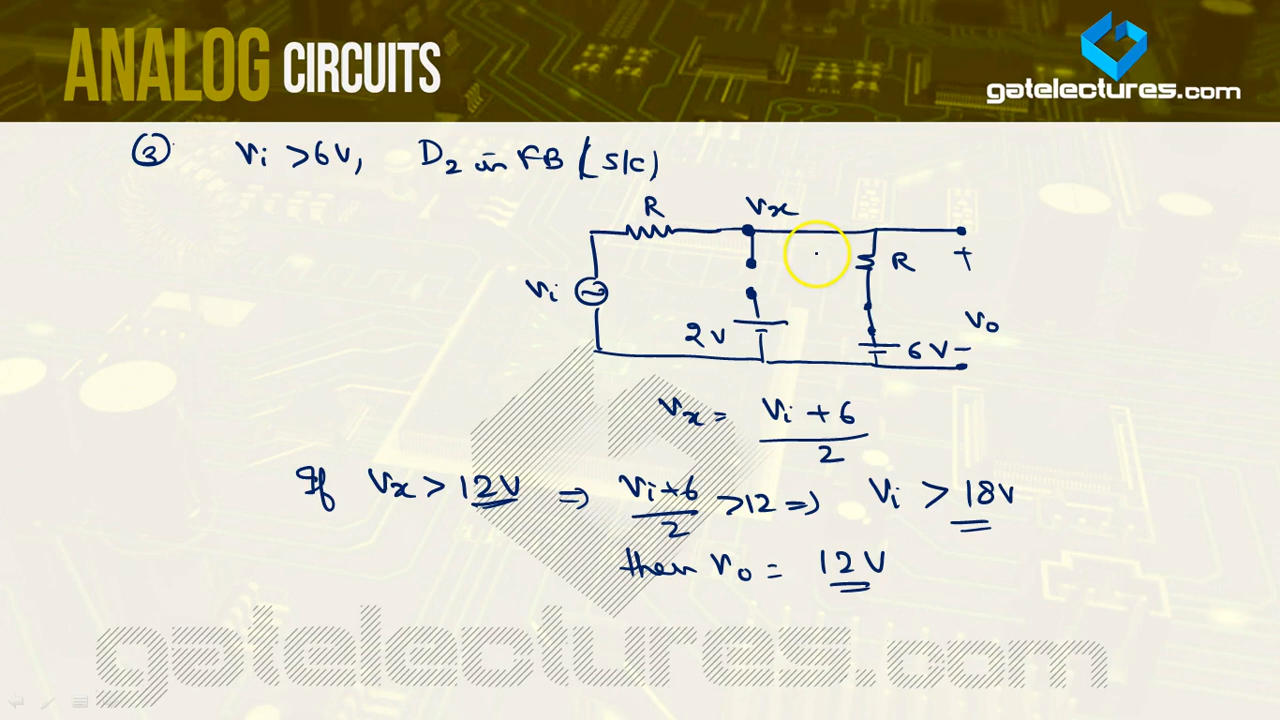 ANALOG CIRCUITS
gatelectures.com
③ Vi > 6V, D₂ in FB (S/C)
R
Vx
R
+
Vi
2V
Vo
6V
−
Vx = (Vi + 6)/2
If Vx > 12V ⇒ (Vi+6)/2 > 12 ⇒ Vi > 18V
then Vo = 12V
gatelectures.com